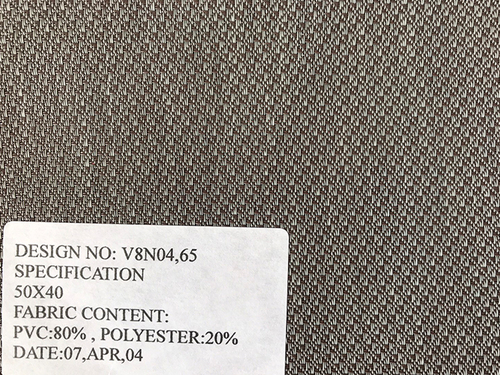 DESIGN NO: V8N04,65
SPECIFICATION
50X40
FABRIC CONTENT:
PVC:80% , POLYESTER:20%
DATE:07,APR,04